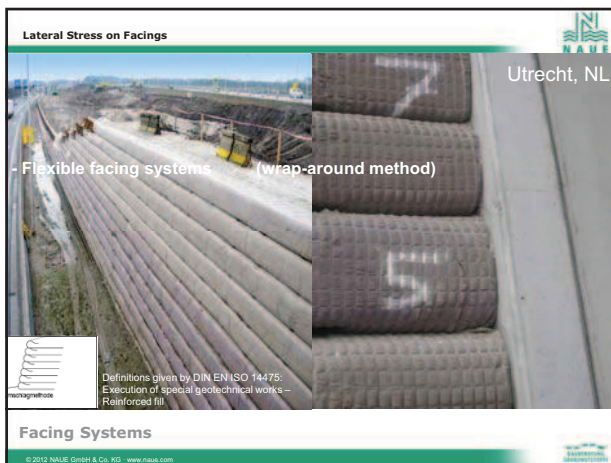 Lateral Stress on Facings
NAUE
Utrecht, NL
- Flexible facing systems (wrap-around method)
7
5
Definitions given by DIN EN ISO 14475:
Execution of special geotechnical works –
Reinforced fill
mschlagmethode
Facing Systems
© 2012 NAUE GmbH & Co. KG - www.naue.com